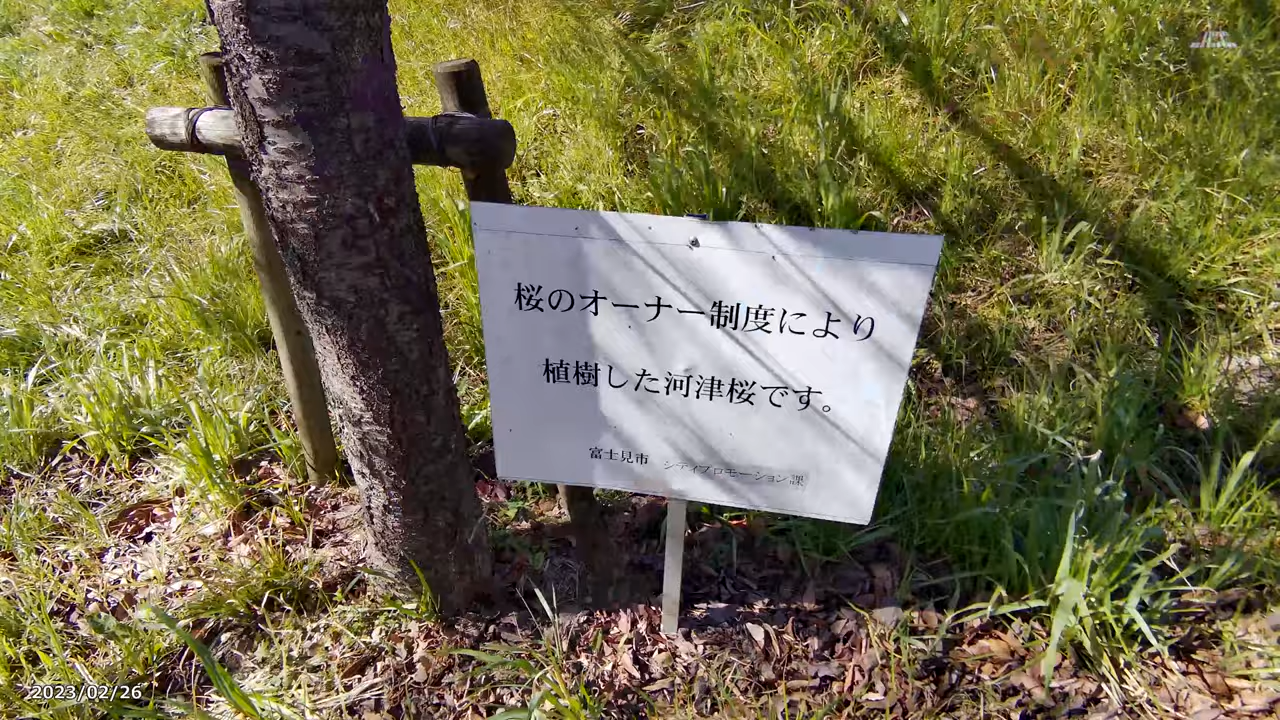 桜のオーナー制度により
植樹した河津桜です。
富士見市 シティプロモーション課
2023/02/26